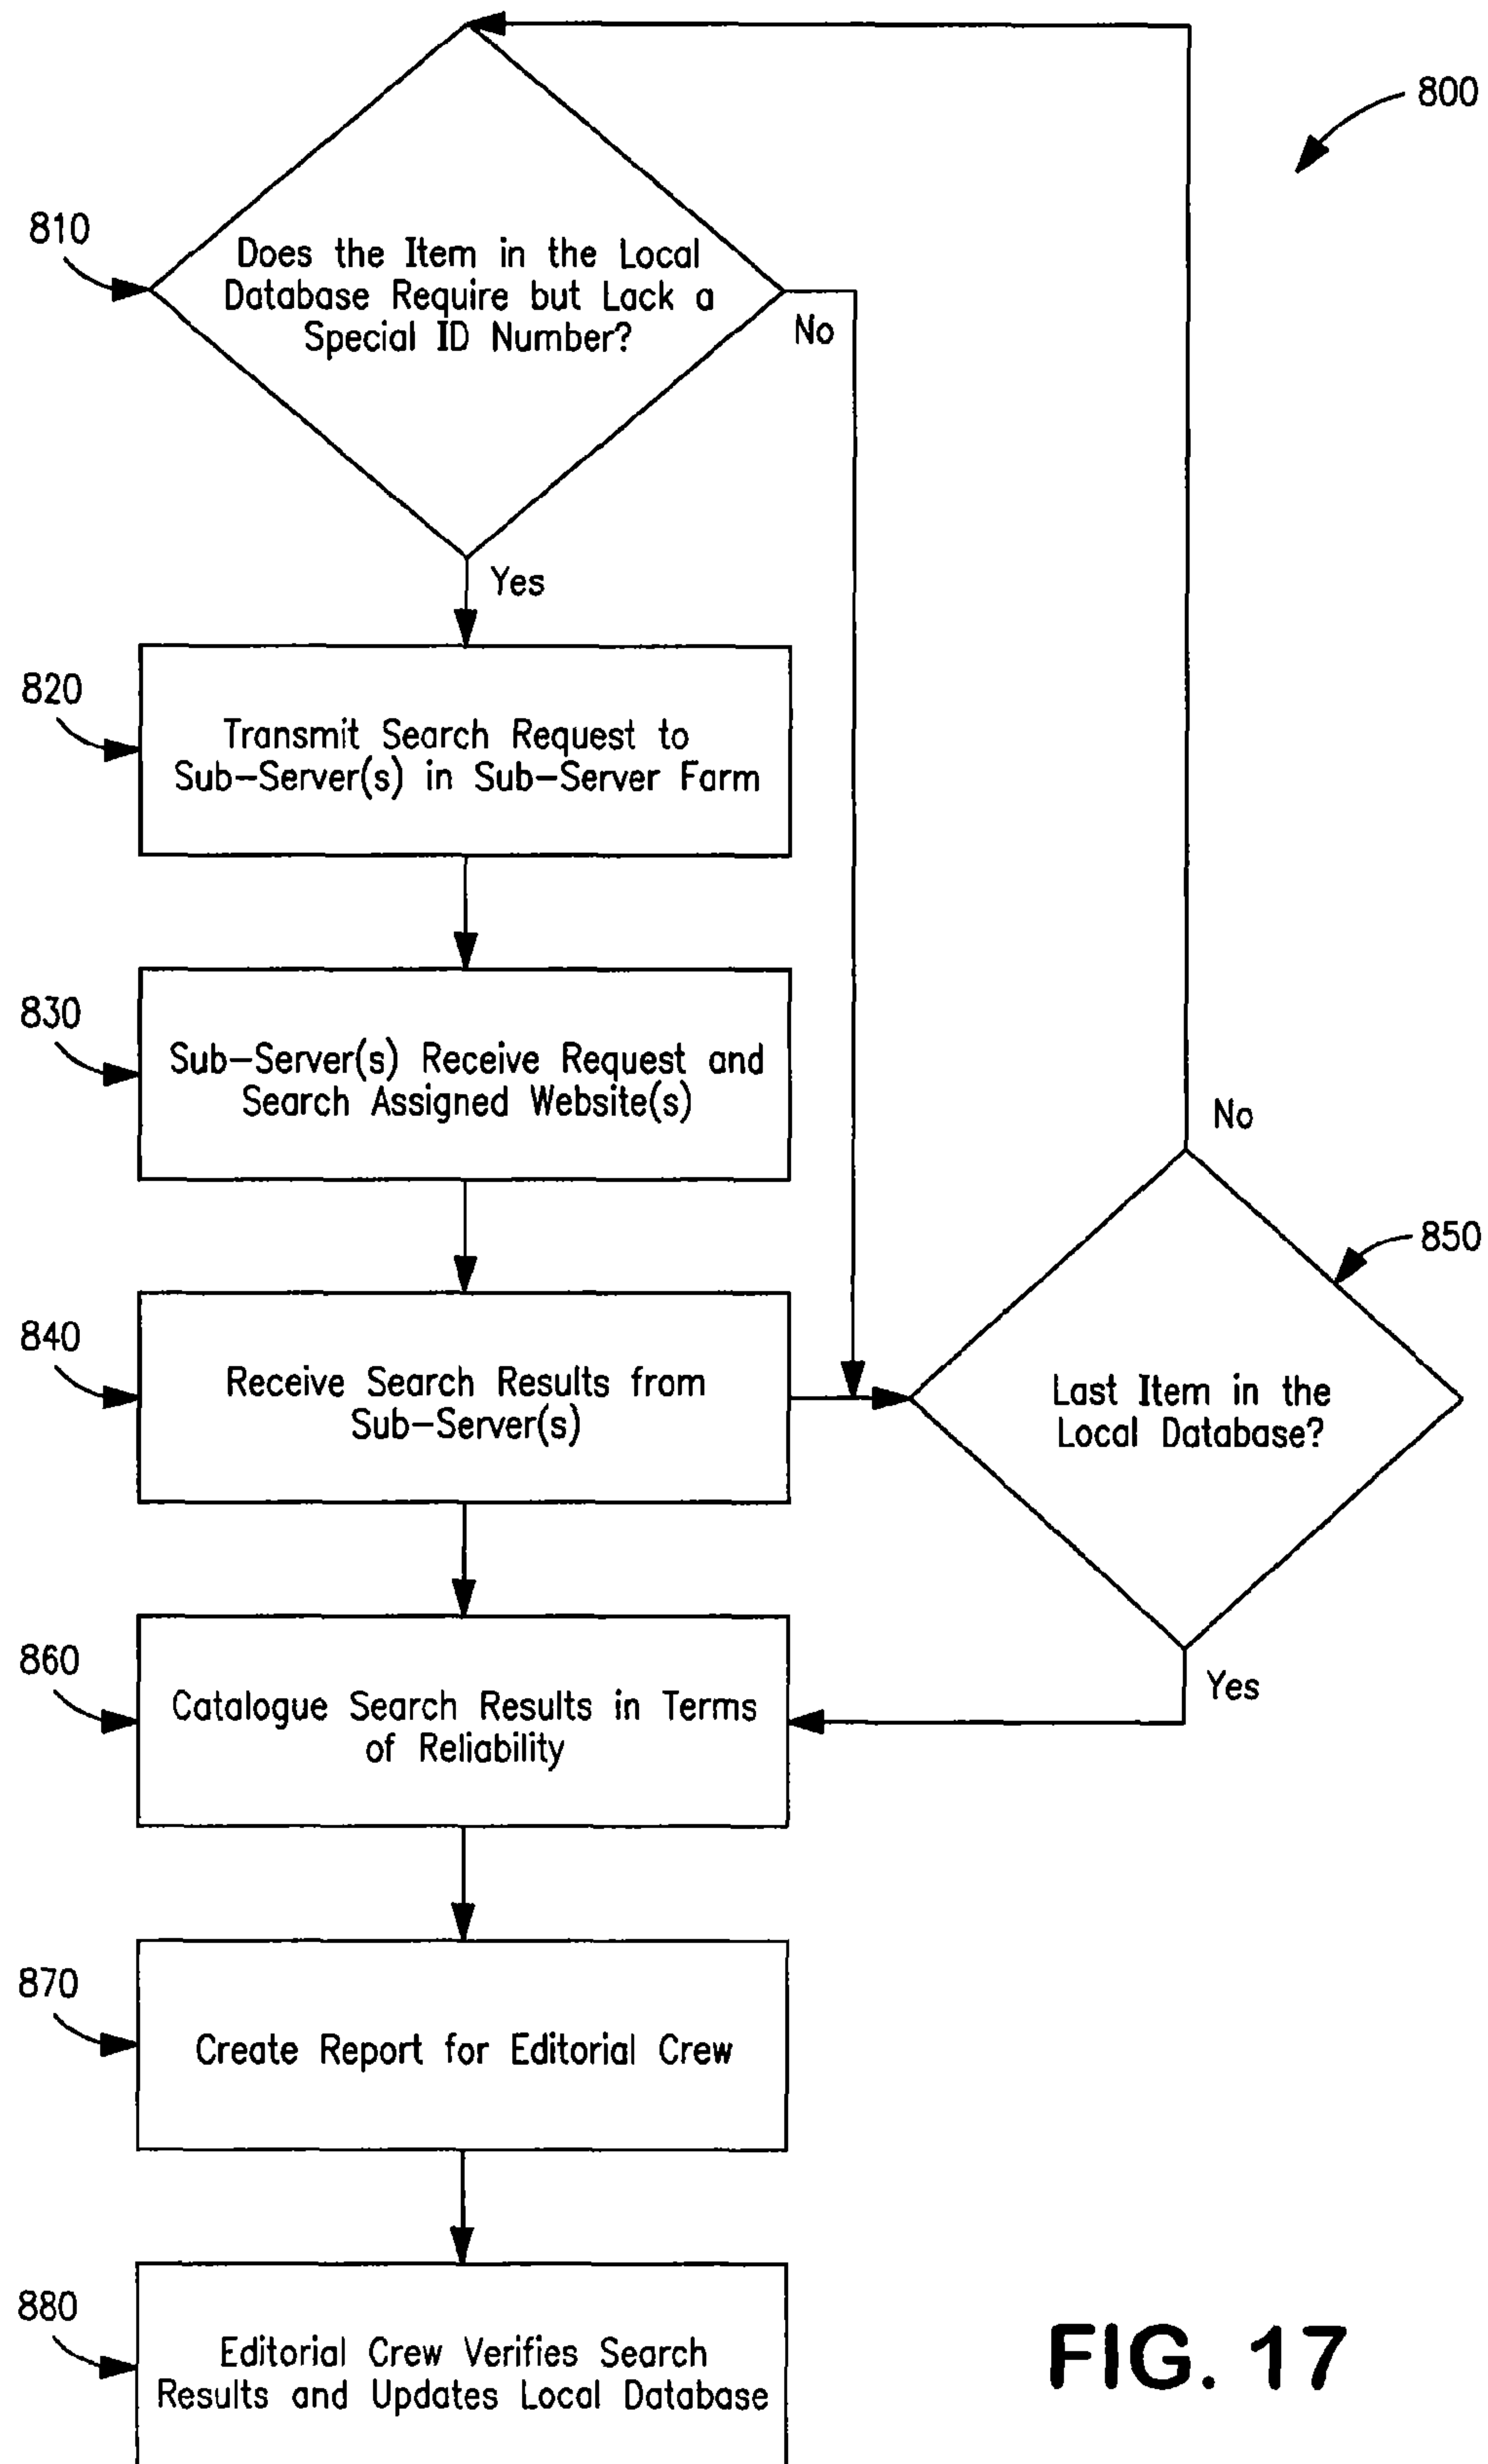 800
810
Does the Item in the Local
Database Require but Lack a
Special ID Number?
No
Yes
820
Transmit Search Request to
Sub-Server(s) in Sub-Server Farm
830
Sub-Server(s) Receive Request and
Search Assigned Website(s)
No
850
840
Receive Search Results from
Sub-Server(s)
Last Item in the
Local Database?
860
Catalogue Search Results in Terms
of Reliability
Yes
870
Create Report for Editorial Crew
880
Editorial Crew Verifies Search
Results and Updates Local Database
FIG. 17